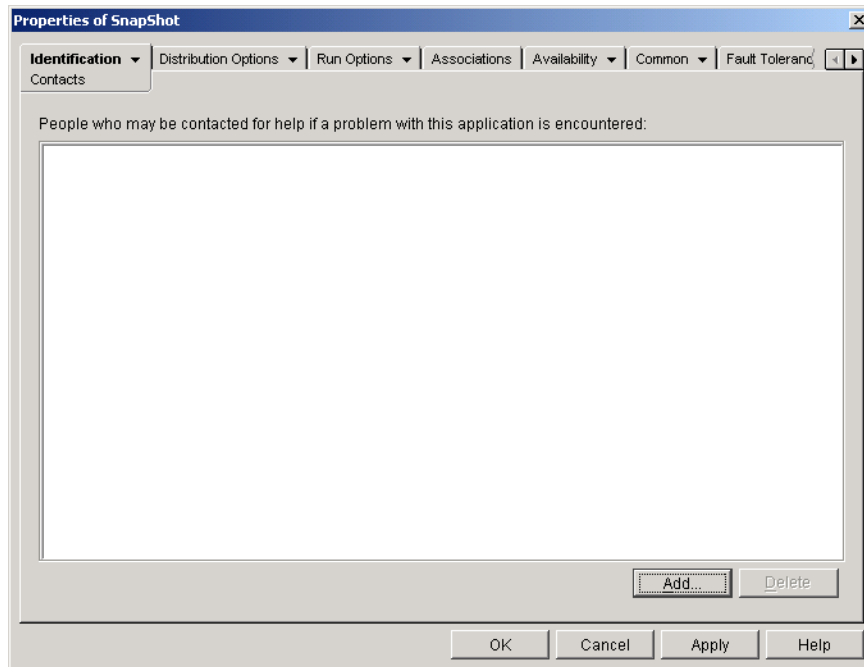 Properties of SnapShot
Identification Distribution Options Run Options Associations Availability Common Fault
Contacts
People who may be contacted for help if a problem with this application is encountered:
Add... Delete
OK Cancel Apply Help